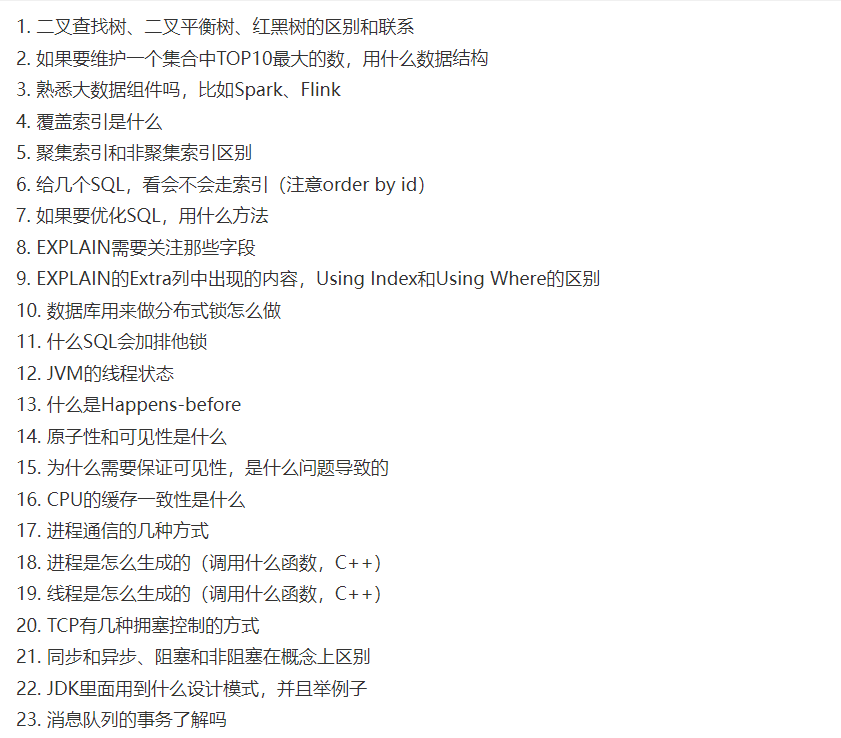 1. 二叉查找树、二叉平衡树、红黑树的区别和联系
2. 如果要维护一个集合中TOP10最大的数，用什么数据结构
3. 熟悉大数据组件吗，比如Spark、Flink
4. 覆盖索引是什么
5. 聚集索引和非聚集索引区别
6. 给几个SQL，看会不会走索引（注意order by id）
7. 如果要优化SQL，用什么方法
8. EXPLAIN需要关注那些字段
9. EXPLAIN的Extra列中出现的内容，Using Index和Using Where的区别
10. 数据库用来做分布式锁怎么做
11. 什么SQL会加排他锁
12. JVM的线程状态
13. 什么是Happens-before
14. 原子性和可见性是什么
15. 为什么需要保证可见性，是什么问题导致的
16. CPU的缓存一致性是什么
17. 进程通信的几种方式
18. 进程是怎么生成的（调用什么函数，C++）
19. 线程是怎么生成的（调用什么函数，C++）
20. TCP有几种拥塞控制的方式
21. 同步和异步、阻塞和非阻塞在概念上区别
22. JDK里面用到什么设计模式，并且举例子
23. 消息队列的事务了解吗